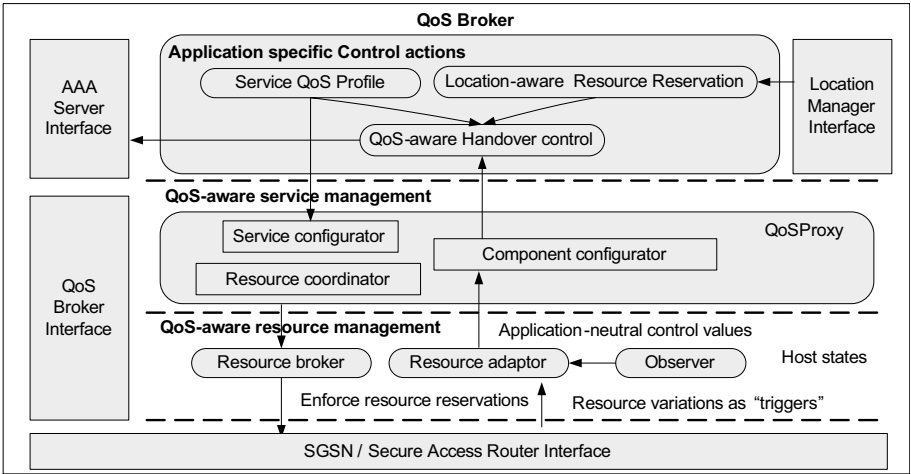 QoS Broker
Application specific Control actions
AAA
Server
Interface
Service QoS Profile
Location-aware Resource Reservation
Location
Manager
Interface
QoS-aware Handover control
QoS-aware service management
QoSProxy
Service configurator
Component configurator
Resource coordinator
QoS
Broker
Interface
QoS-aware resource management
Application-neutral control values
Resource broker
Resource adaptor
Observer
Host states
Enforce resource reservations
Resource variations as “triggers”
SGSN / Secure Access Router Interface